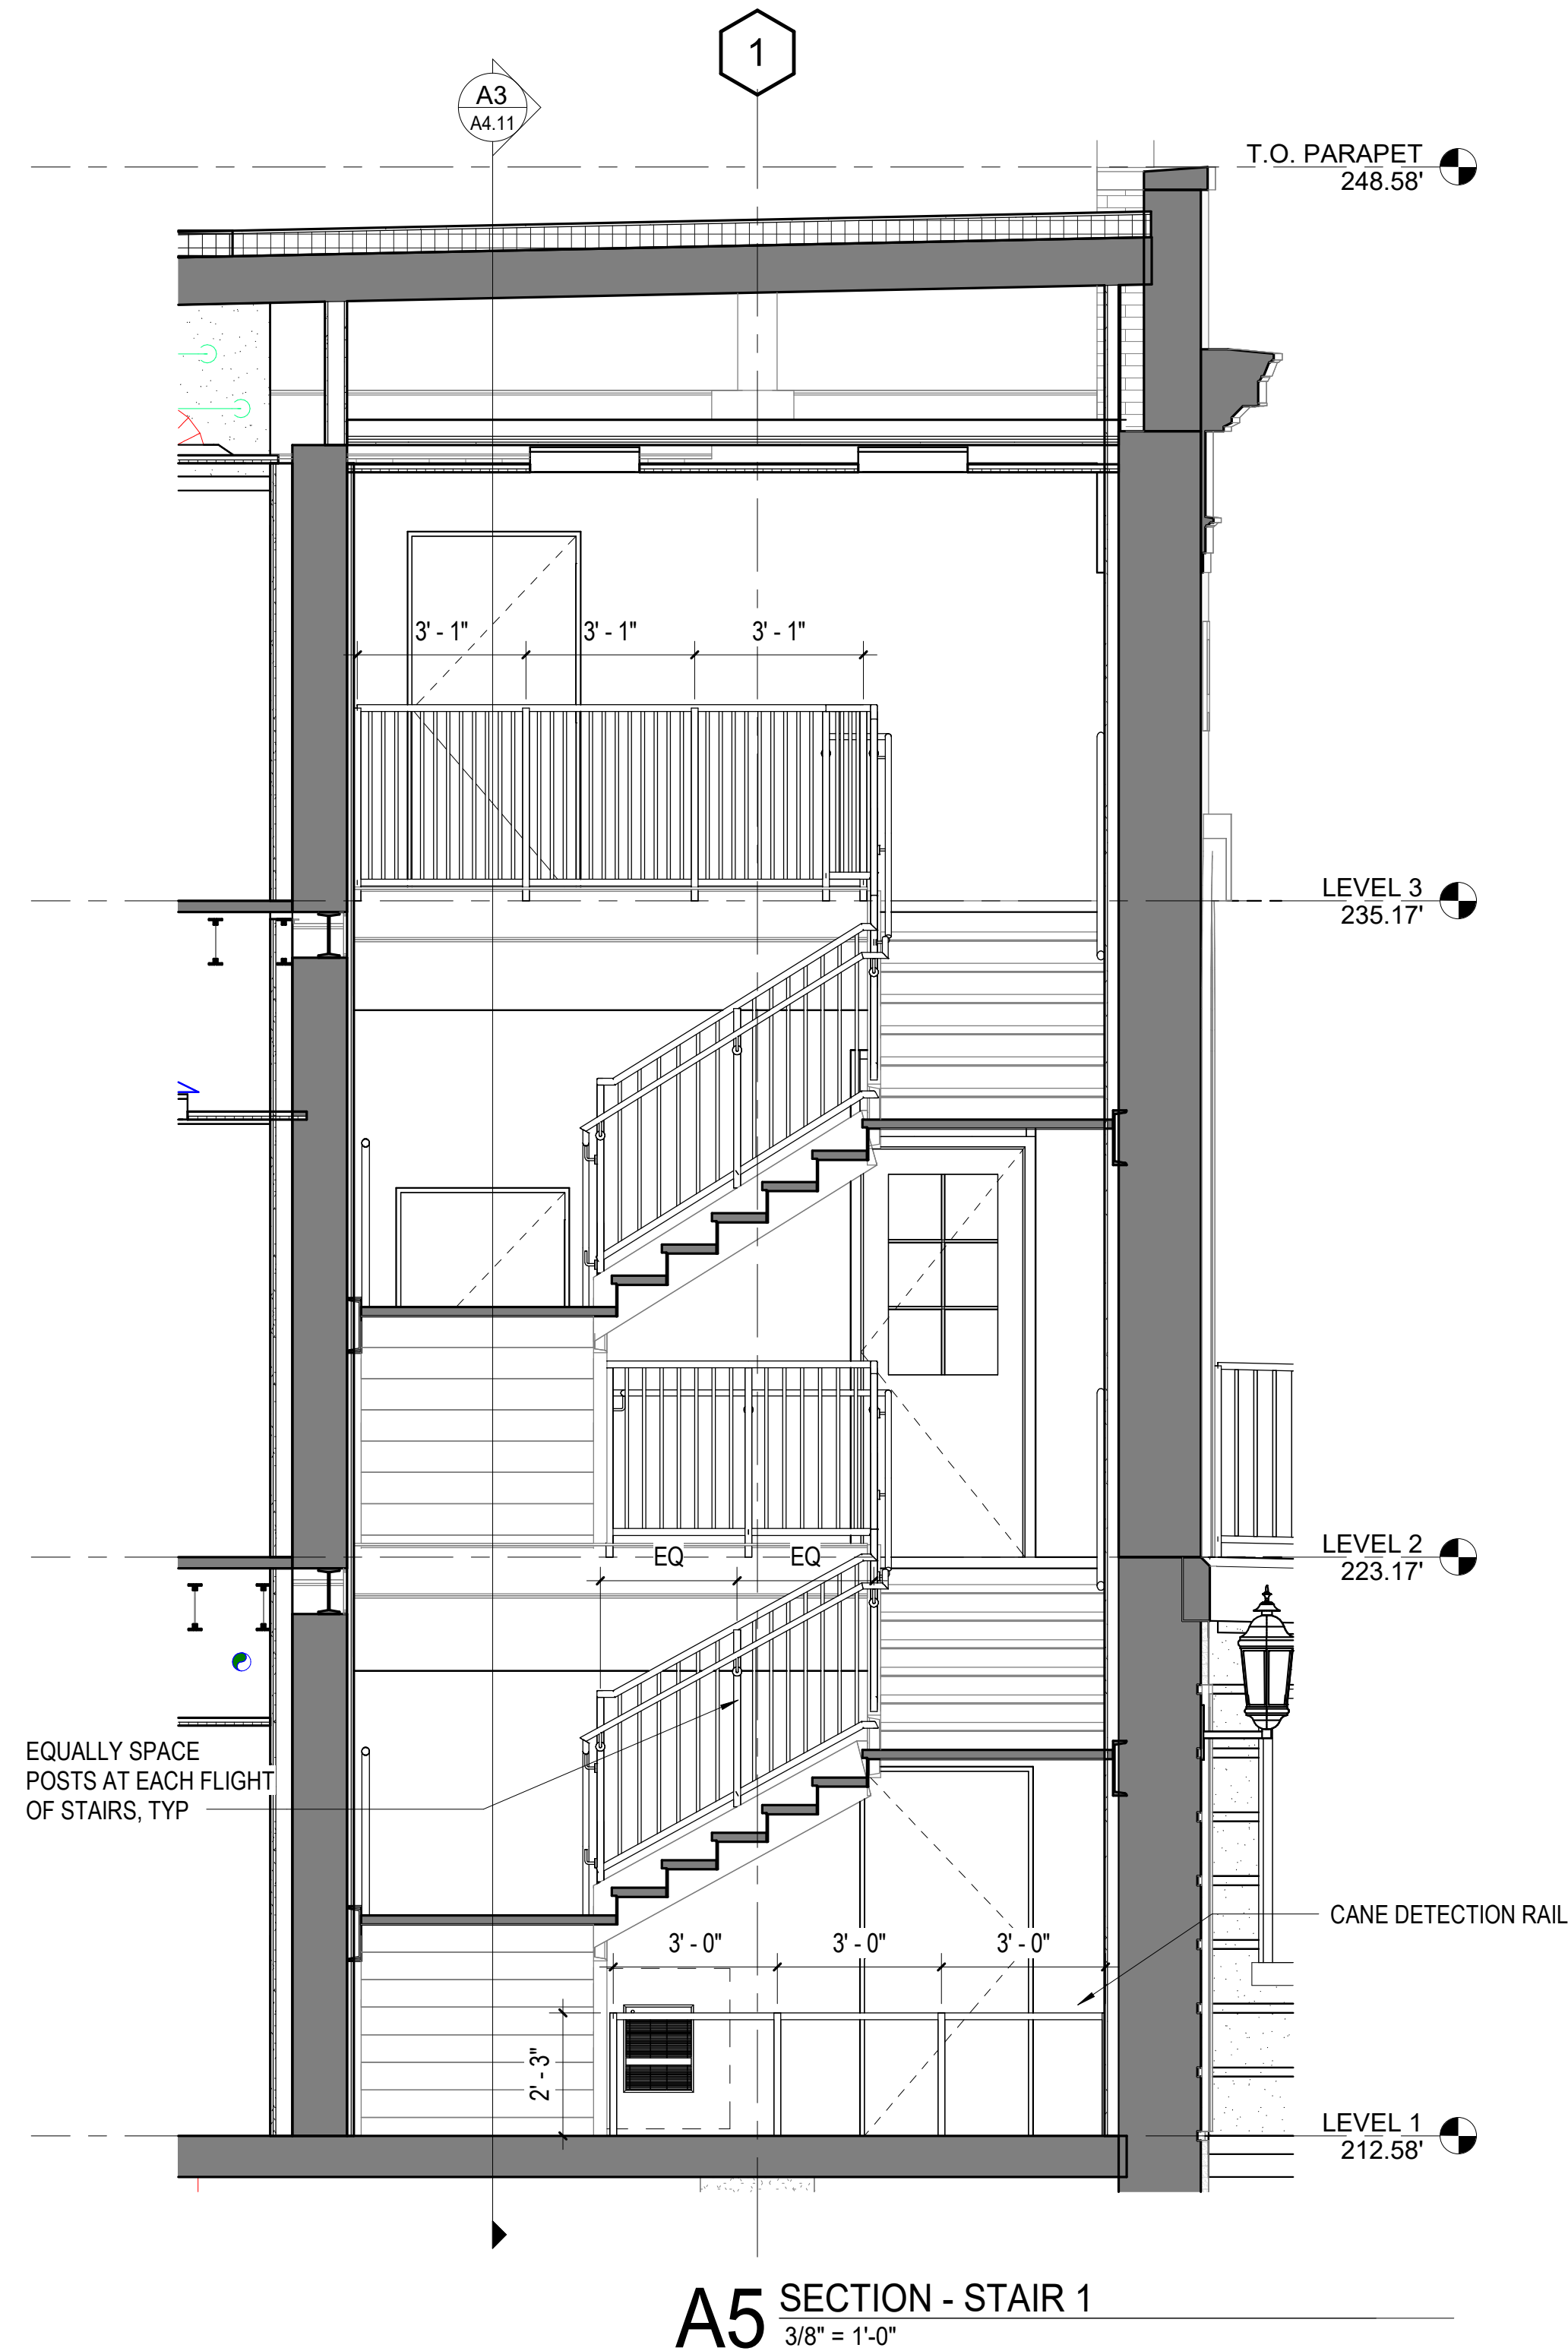 1
A3
A4.11
T.O. PARAPET
248.58'
3' - 1"
3' - 1"
3' - 1"
LEVEL 3
235.17'
LEVEL 2
223.17'
EQ
EQ
EQUALLY SPACE
POSTS AT EACH FLIGHT
OF STAIRS, TYP
CANE DETECTION RAIL
3' - 0"
3' - 0"
3' - 0"
2' - 3"
LEVEL 1
212.58'
A5
SECTION - STAIR 1
3/8" = 1'-0"